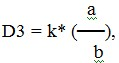 a
D3 = k* (——),
b